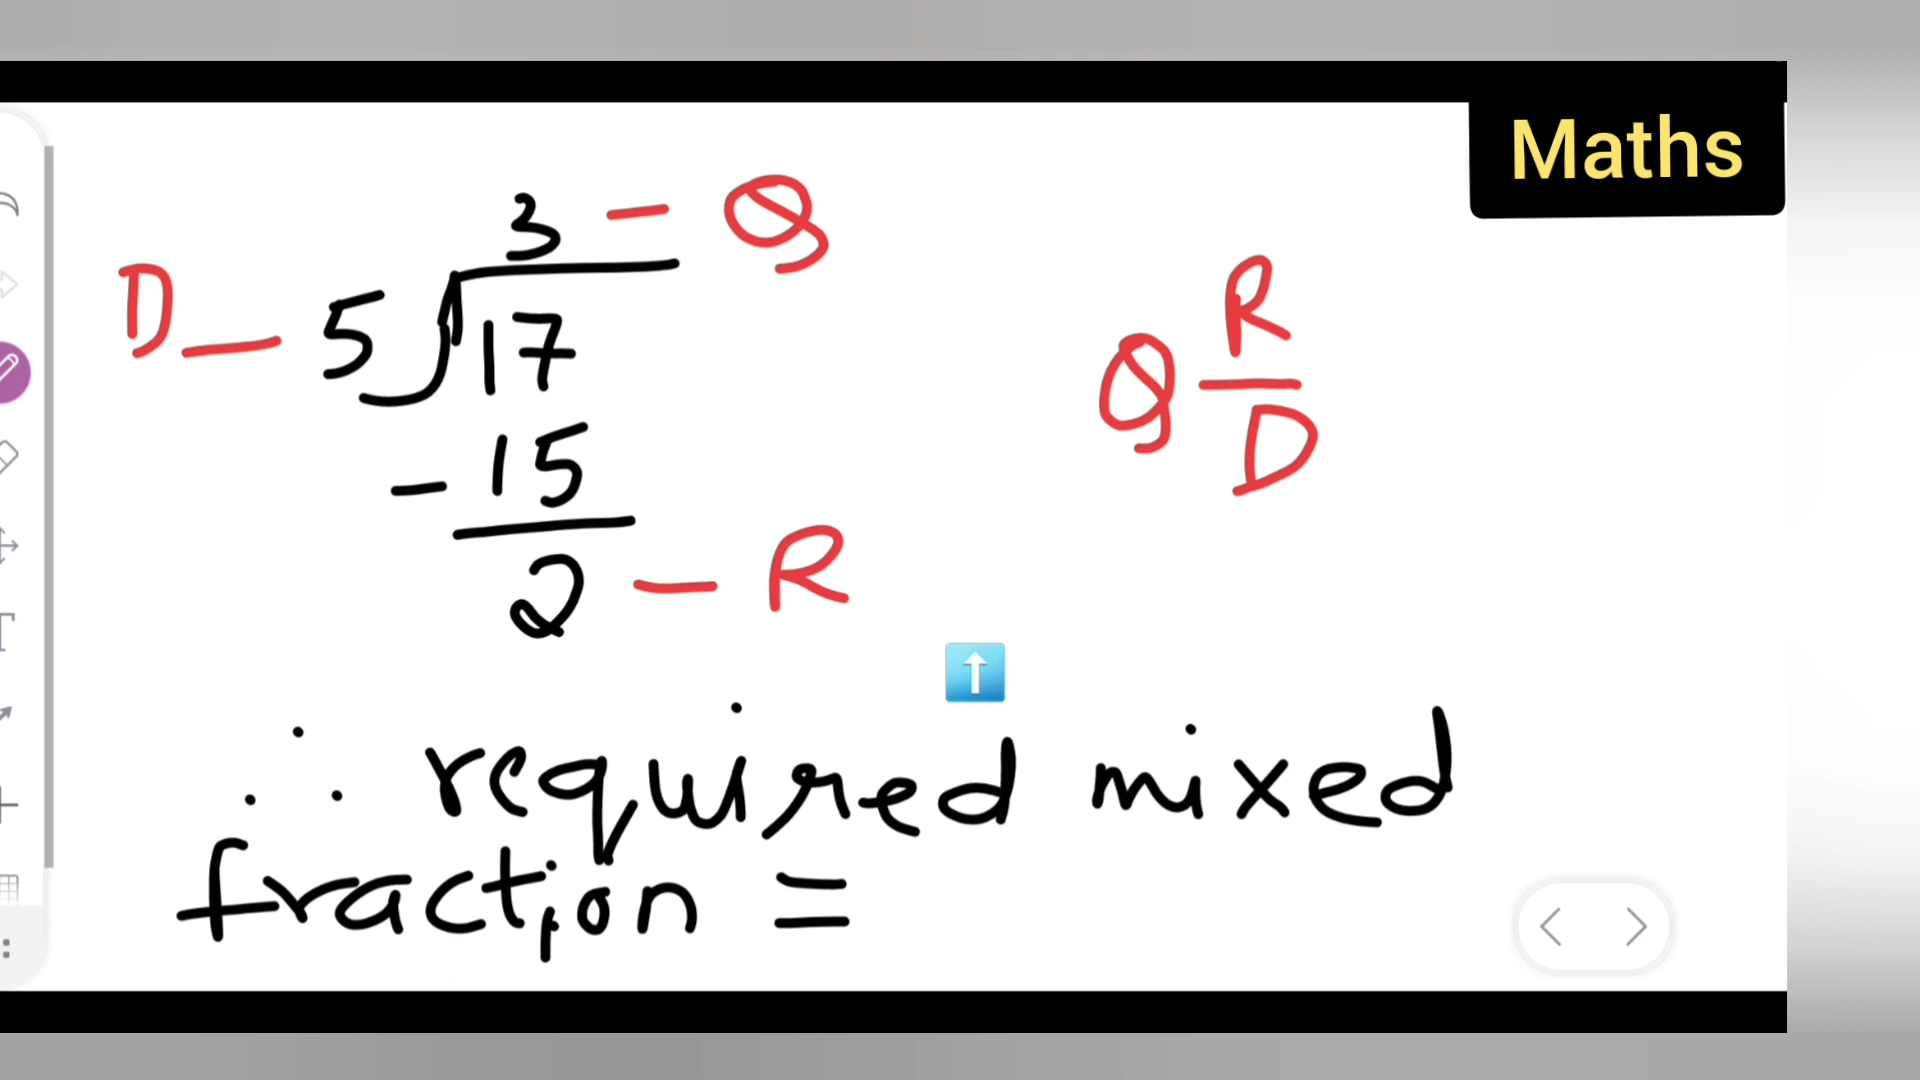 Maths
3 - Q
D - 5 17
- 15
2 - R
Q R
D
∴ required mixed
fraction =